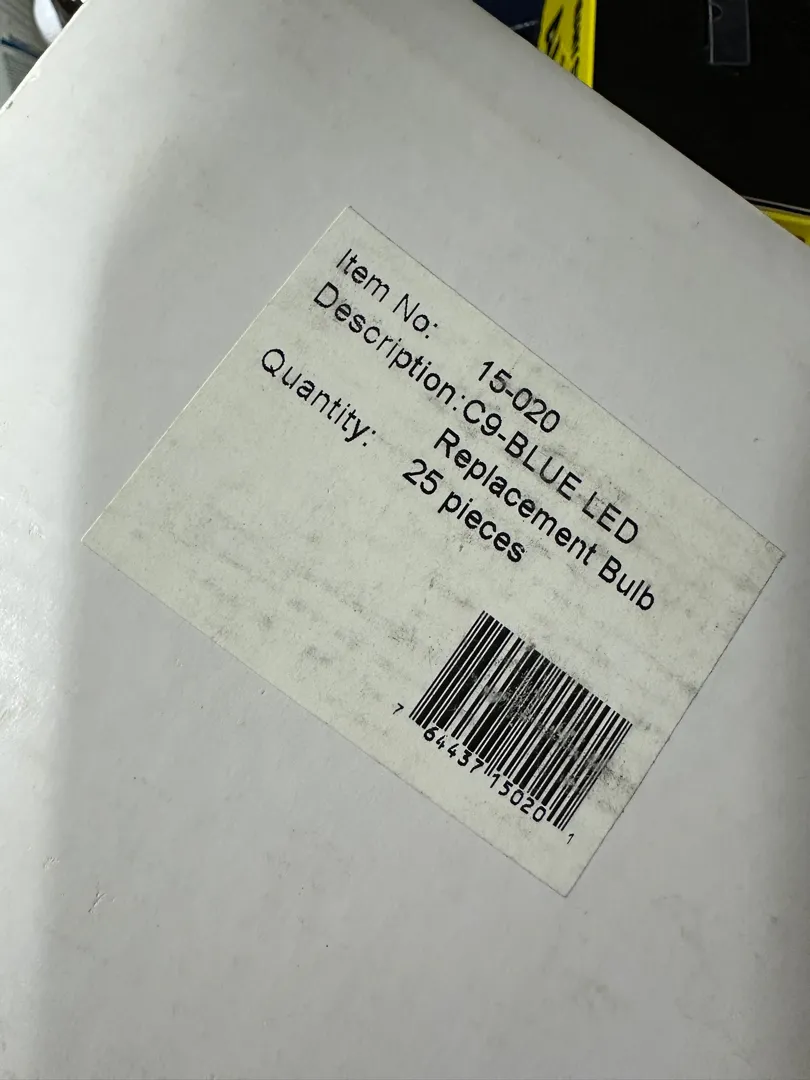 Item No: 15-020
Description:C9-BLUE LED
Replacement Bulb
Quantity: 25 pieces
7 64437 15020 1